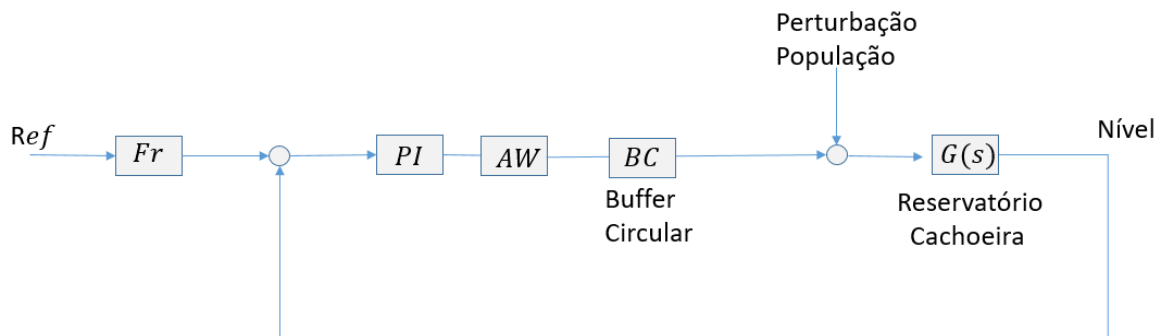 Perturbação
População
Ref
Fr
PI
AW
BC
G(s)
Nível
Buffer
Circular
Reservatório
Cachoeira